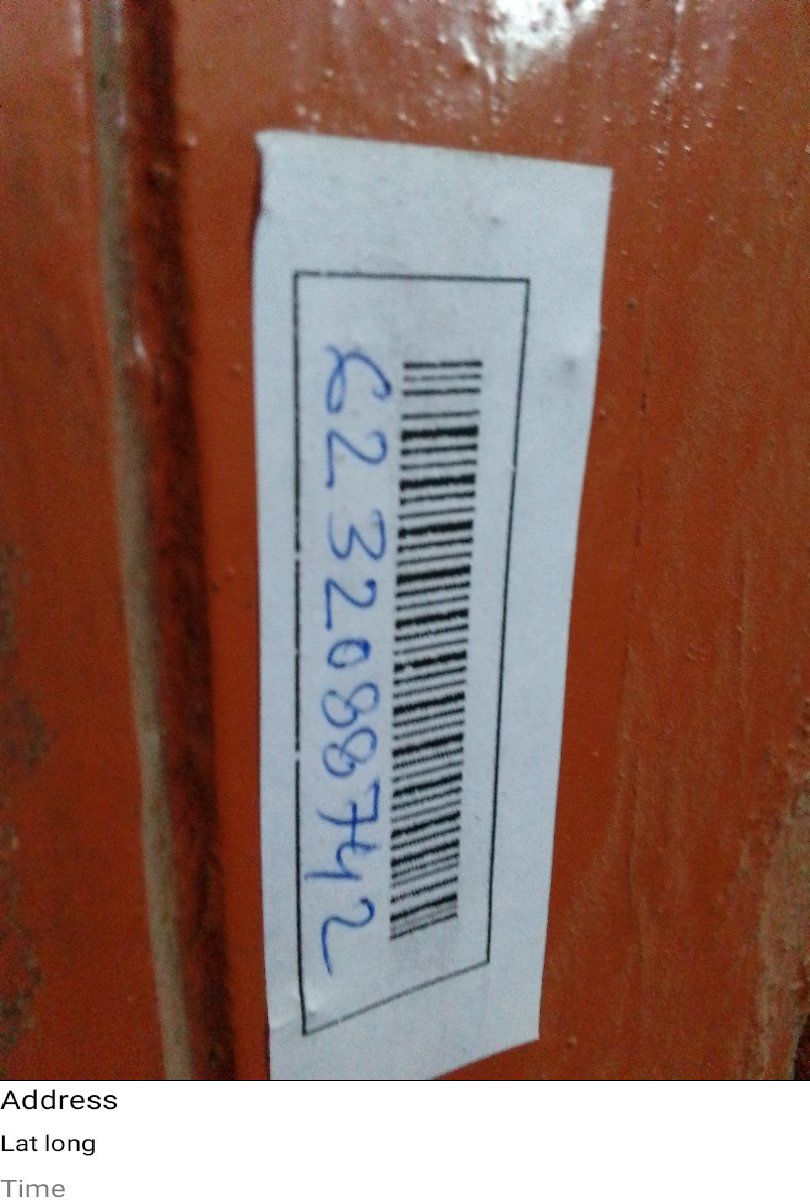 6232088742
Address
Lat long
Time